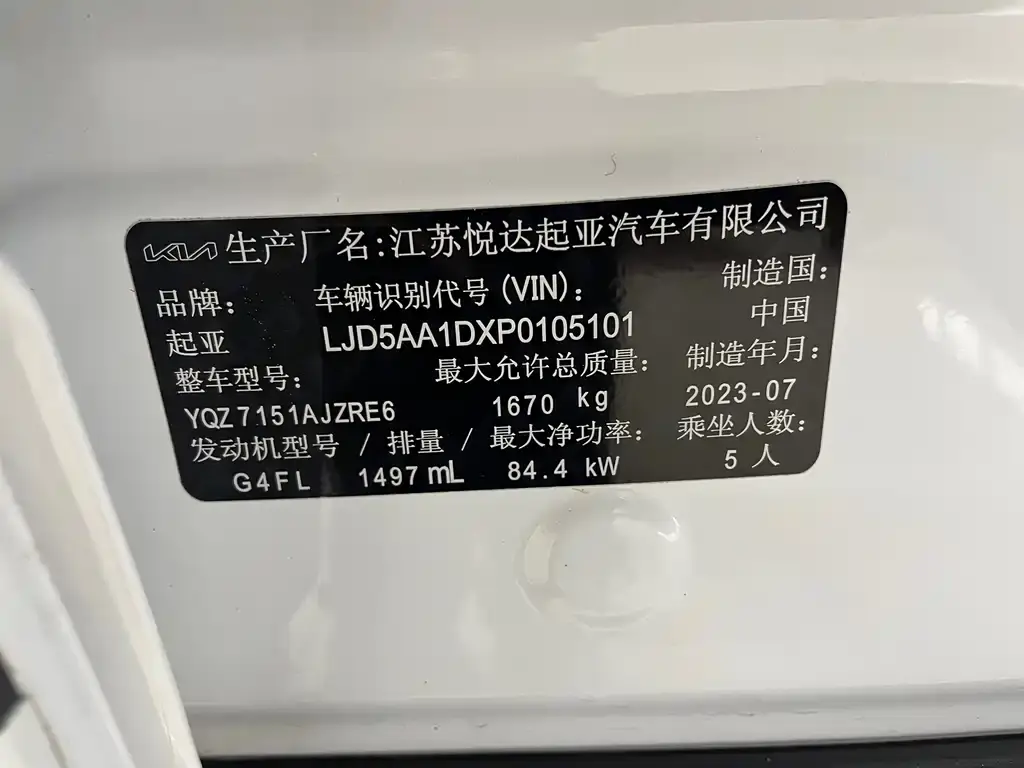 KIA 生产厂名:江苏悦达起亚汽车有限公司
品牌: 车辆识别代号(VIN): 制造国:
起亚 LJD5AA1DXP0105101 中国
整车型号: 最大允许总质量: 制造年月:
YQZ7151AJZRE6 1670 kg 2023-07
发动机型号 / 排量 / 最大净功率: 乘坐人数:
G4FL 1497 mL 84.4 kW 5 人